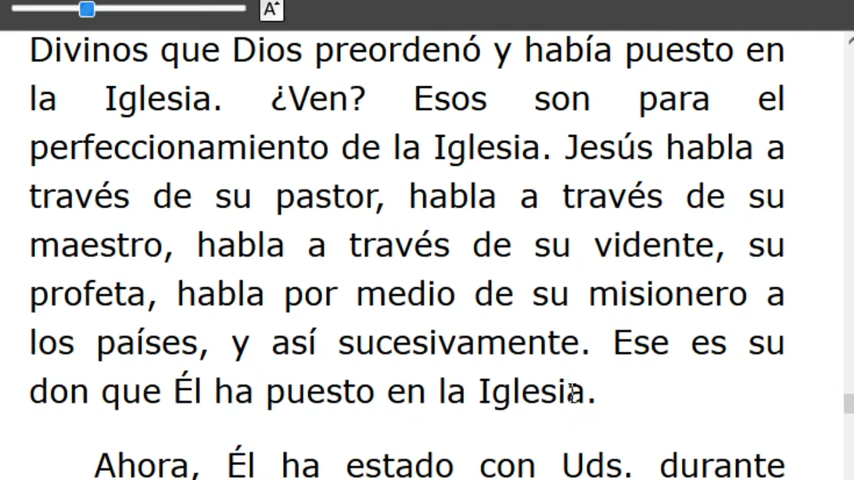 A
Divinos que Dios preordenó y había puesto en
la Iglesia. ¿Ven? Esos son para el
perfeccionamiento de la Iglesia. Jesús habla a
través de su pastor, habla a través de su
maestro, habla a través de su vidente, su
profeta, habla por medio de su misionero a
los países, y así sucesivamente. Ese es su
don que Él ha puesto en la Iglesia.
Ahora, Él ha estado con Uds. durante